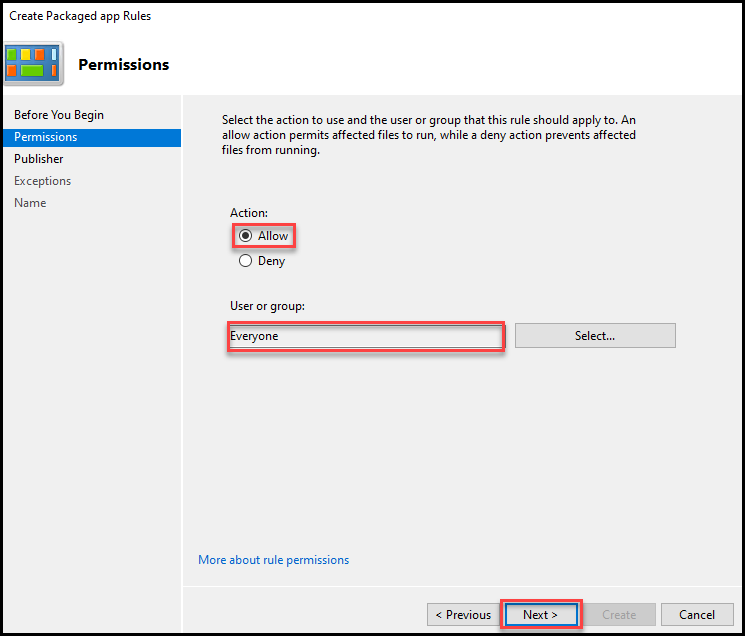 Create Packaged app Rules
Permissions
Before You Begin
Permissions
Publisher
Exceptions
Name
Select the action to use and the user or group that this rule should apply to. An
allow action permits affected files to run, while a deny action prevents affected
files from running.
Action:
Allow
Deny
User or group:
Everyone
Select...
More about rule permissions
< Previous
Next >
Create
Cancel